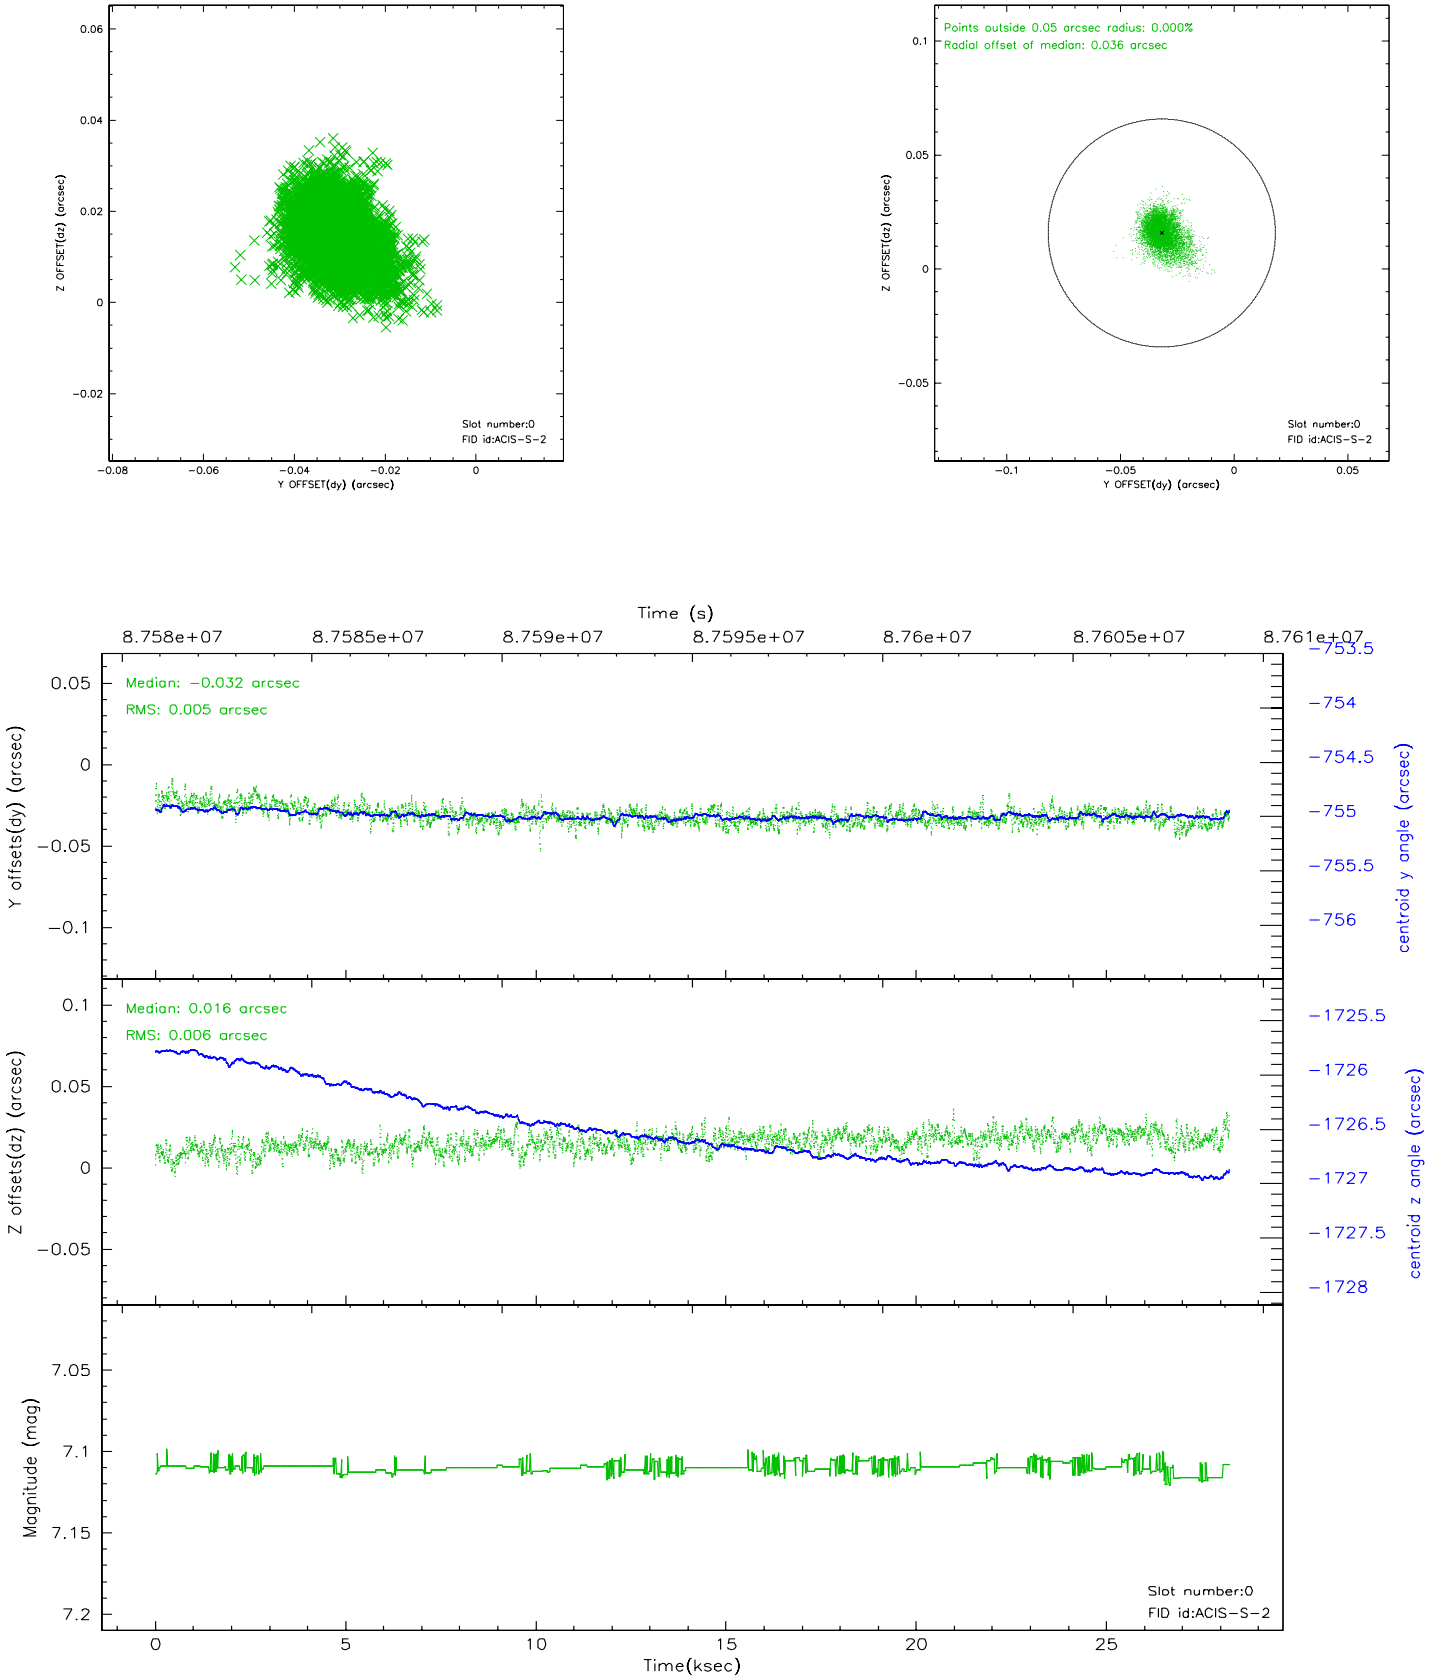 0.06
0.04
0.02
0
−0.02
Z OFFSET(dz) (arcsec)
Slot number:0
FID id:ACIS−S−2
−0.08 −0.06 −0.04 −0.02 0
Y OFFSET(dy) (arcsec)
Points outside 0.05 arcsec radius: 0.000%
Radial offset of median: 0.036 arcsec
0.1
0.05
0
−0.05
Z OFFSET(dz) (arcsec)
Slot number:0
FID id:ACIS−S−2
−0.1 −0.05 0 0.05
Y OFFSET(dy) (arcsec)
Time (s)
8.758e+07 8.7585e+07 8.759e+07 8.7595e+07 8.76e+07 8.7605e+07 8.761e+07
Median: −0.032 arcsec
RMS: 0.005 arcsec
0.05
0
−0.05
−0.1
Y offsets(dy) (arcsec)
−753.5
−754
−754.5
−755
−755.5
−756
centroid y angle (arcsec)
Median: 0.016 arcsec
RMS: 0.006 arcsec
0.1
0.05
0
−0.05
Z offsets(dz) (arcsec)
−1725.5
−1726
−1726.5
−1727
−1727.5
−1728
centroid z angle (arcsec)
7.05
7.1
7.15
7.2
Magnitude (mag)
Slot number:0
FID id:ACIS−S−2
0 5 10 15 20 25
Time(ksec)